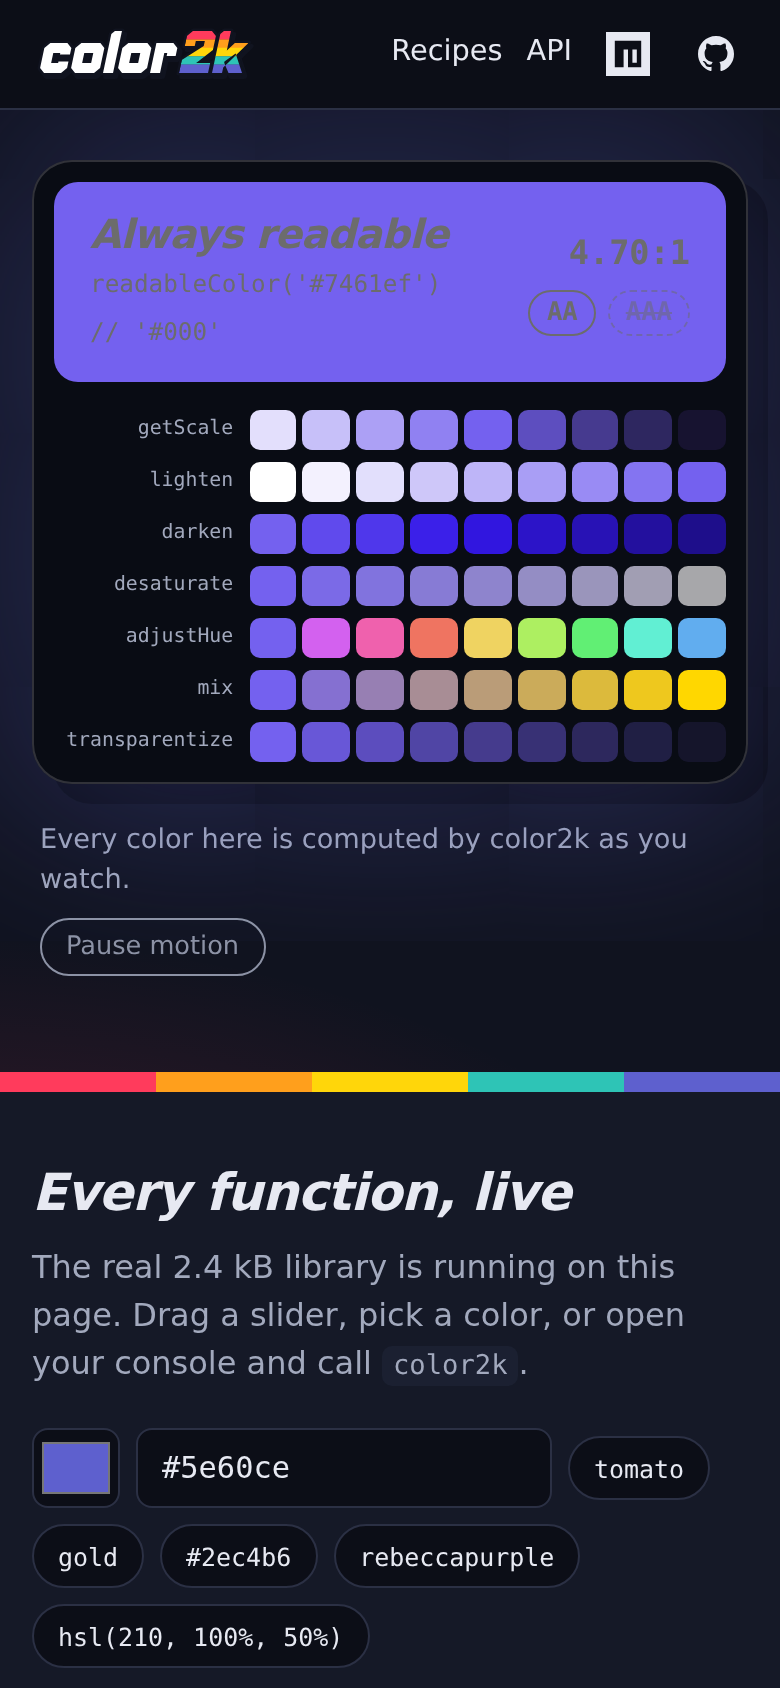 color2k
Recipes API
Always readable
4.70:1
readableColor('#7461ef')
// '#000'
AA AAA
getScale
lighten
darken
desaturate
adjustHue
mix
transparentize
Every color here is computed by color2k as you
watch.
Pause motion
Every function, live
The real 2.4 kB library is running on this
page. Drag a slider, pick a color, or open
your console and call color2k.
#5e60ce
tomato
gold
#2ec4b6
rebeccapurple
hsl(210, 100%, 50%)